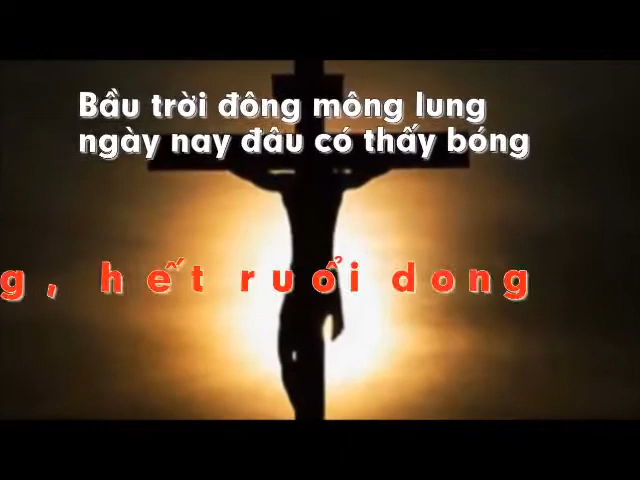 Bầu trời đông mông lung
ngày nay đâu có thấy bóng
g, hết ruổi dong